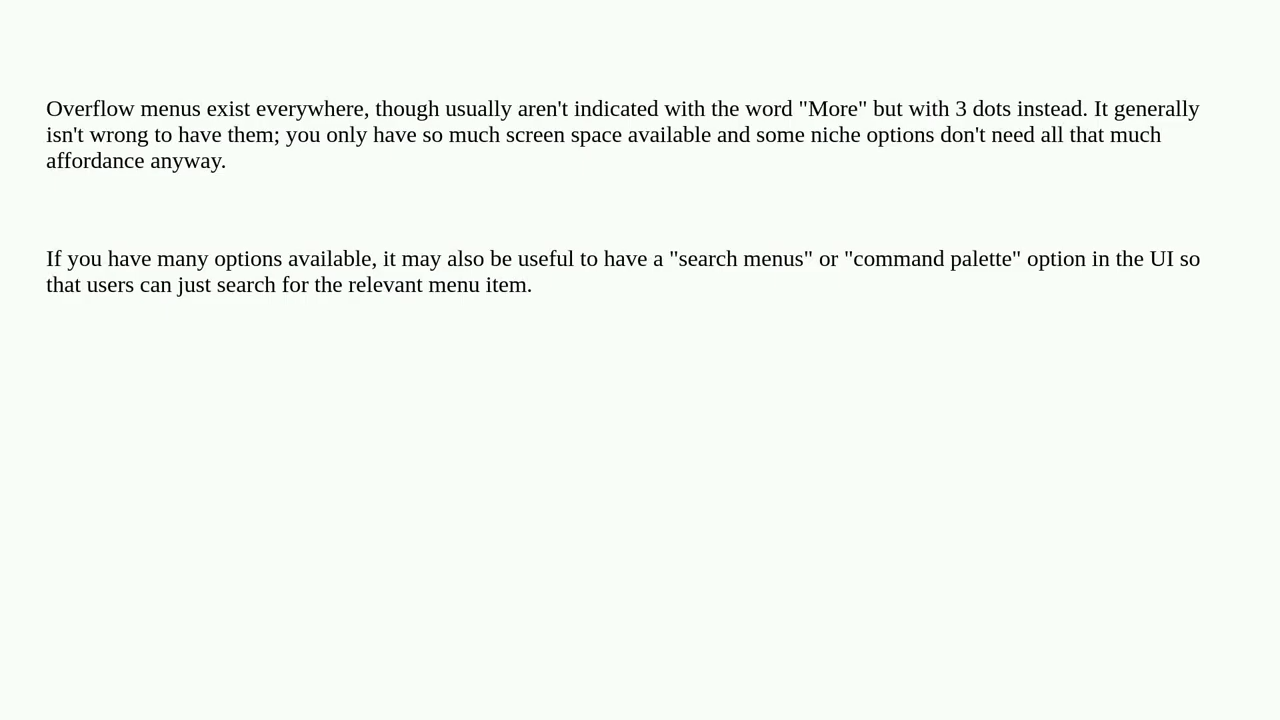 Overflow menus exist everywhere, though usually aren't indicated with the word "More" but with 3 dots instead. It generally
isn't wrong to have them; you only have so much screen space available and some niche options don't need all that much
affordance anyway.
If you have many options available, it may also be useful to have a "search menus" or "command palette" option in the UI so
that users can just search for the relevant menu item.